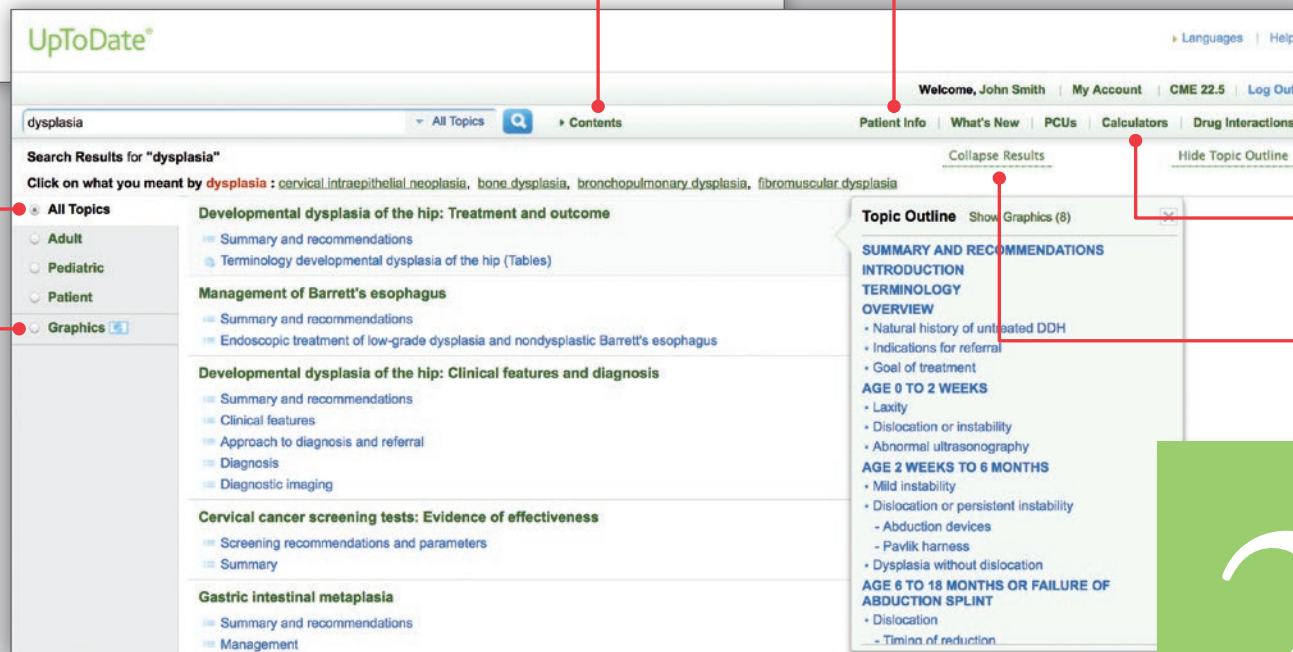 UpToDate®
Languages | Help
Welcome, John Smith | My Account | CME 22.5 | Log Out
dysplasia All Topics Contents
Patient Info | What's New | PCUs | Calculators | Drug Interactions
Search Results for "dysplasia"
Collapse Results Hide Topic Outline
Click on what you meant by dysplasia : cervical intraepithelial neoplasia, bone dysplasia, bronchopulmonary dysplasia, fibromuscular dysplasia
All Topics
Adult
Pediatric
Patient
Graphics
Developmental dysplasia of the hip: Treatment and outcome
Summary and recommendations
Terminology developmental dysplasia of the hip (Tables)
Management of Barrett's esophagus
Summary and recommendations
Endoscopic treatment of low-grade dysplasia and nondysplastic Barrett's esophagus
Developmental dysplasia of the hip: Clinical features and diagnosis
Summary and recommendations
Clinical features
Approach to diagnosis and referral
Diagnosis
Diagnostic imaging
Cervical cancer screening tests: Evidence of effectiveness
Screening recommendations and parameters
Summary
Gastric intestinal metaplasia
Summary and recommendations
Management
Topic Outline Show Graphics (8)
SUMMARY AND RECOMMENDATIONS
INTRODUCTION
TERMINOLOGY
OVERVIEW
• Natural history of untreated DDH
• Indications for referral
• Goal of treatment
AGE 0 TO 2 WEEKS
• Laxity
• Dislocation or instability
• Abnormal ultrasonography
AGE 2 WEEKS TO 6 MONTHS
• Mild instability
• Dislocation or persistent instability
- Abduction devices
- Pavlik harness
• Dysplasia without dislocation
AGE 6 TO 18 MONTHS OR FAILURE OF
ABDUCTION SPLINT
• Dislocation
- Timing of reduction